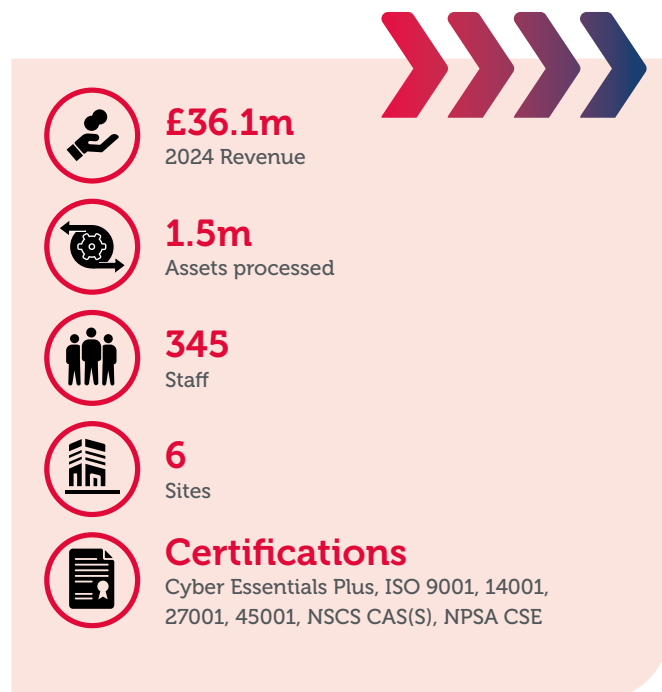 £36.1m
2024 Revenue
1.5m
Assets processed
345
Staff
6
Sites
Certifications
Cyber Essentials Plus, ISO 9001, 14001,
27001, 45001, NSCS CAS(S), NPSA CSE